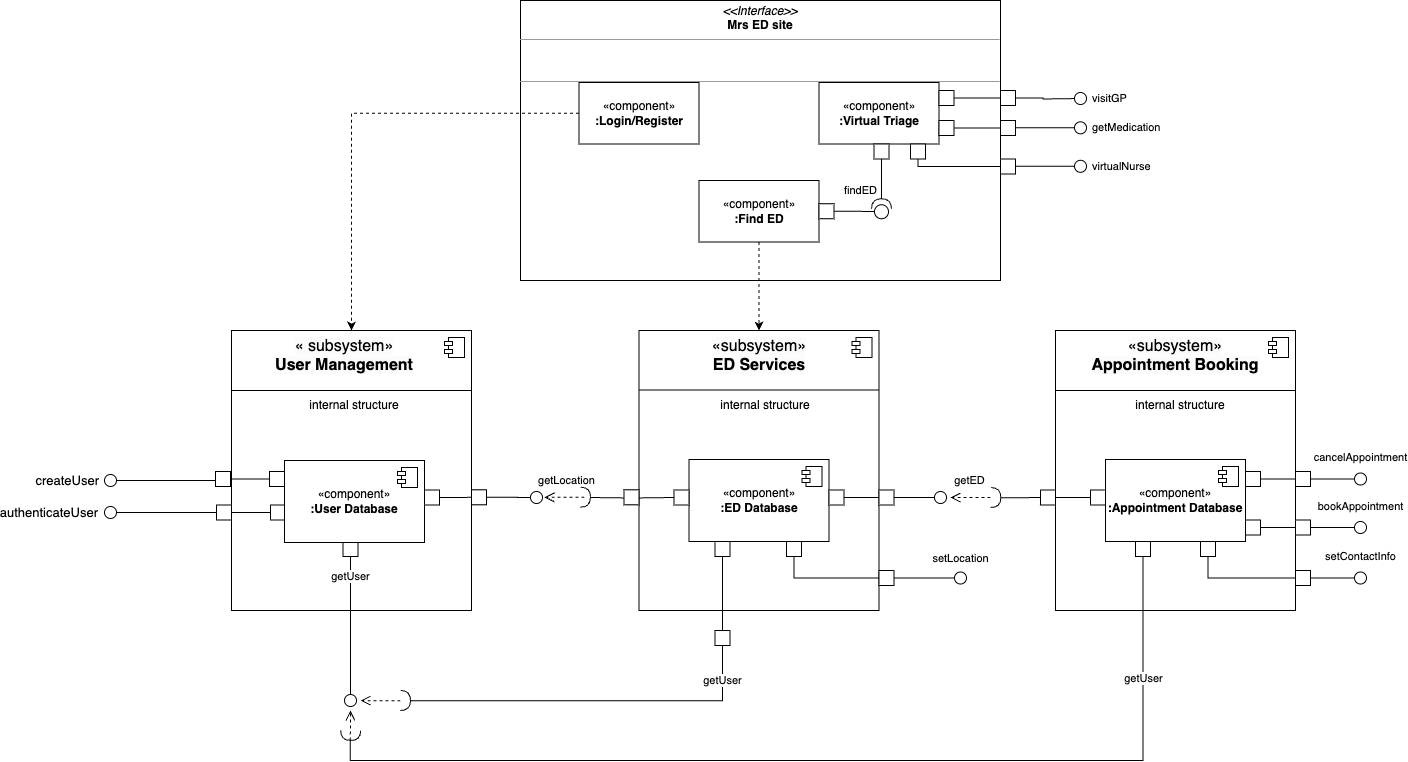 <<Interface>>
Mrs ED site
«component»
:Login/Register
«component»
:Virtual Triage
visitGP
getMedication
virtualNurse
findED
«component»
:Find ED
« subsystem»
User Management
internal structure
«subsystem»
ED Services
internal structure
«subsystem»
Appointment Booking
internal structure
createUser
authenticateUser
«component»
:User Database
getLocation
«component»
:ED Database
getED
«component»
:Appointment Database
cancelAppointment
bookAppointment
setContactInfo
setLocation
getUser
getUser
getUser